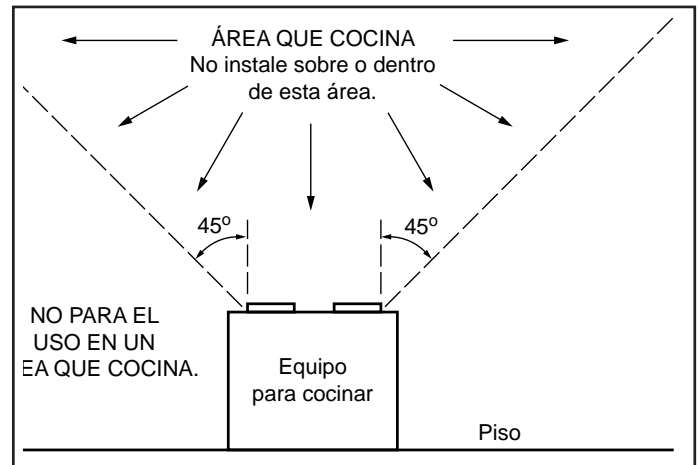 ÁREA QUE COCINA
No instale sobre o dentro
de esta área.
45º
45º
NO PARA EL
USO EN UN
EA QUE COCINA.
Equipo
para cocinar
Piso